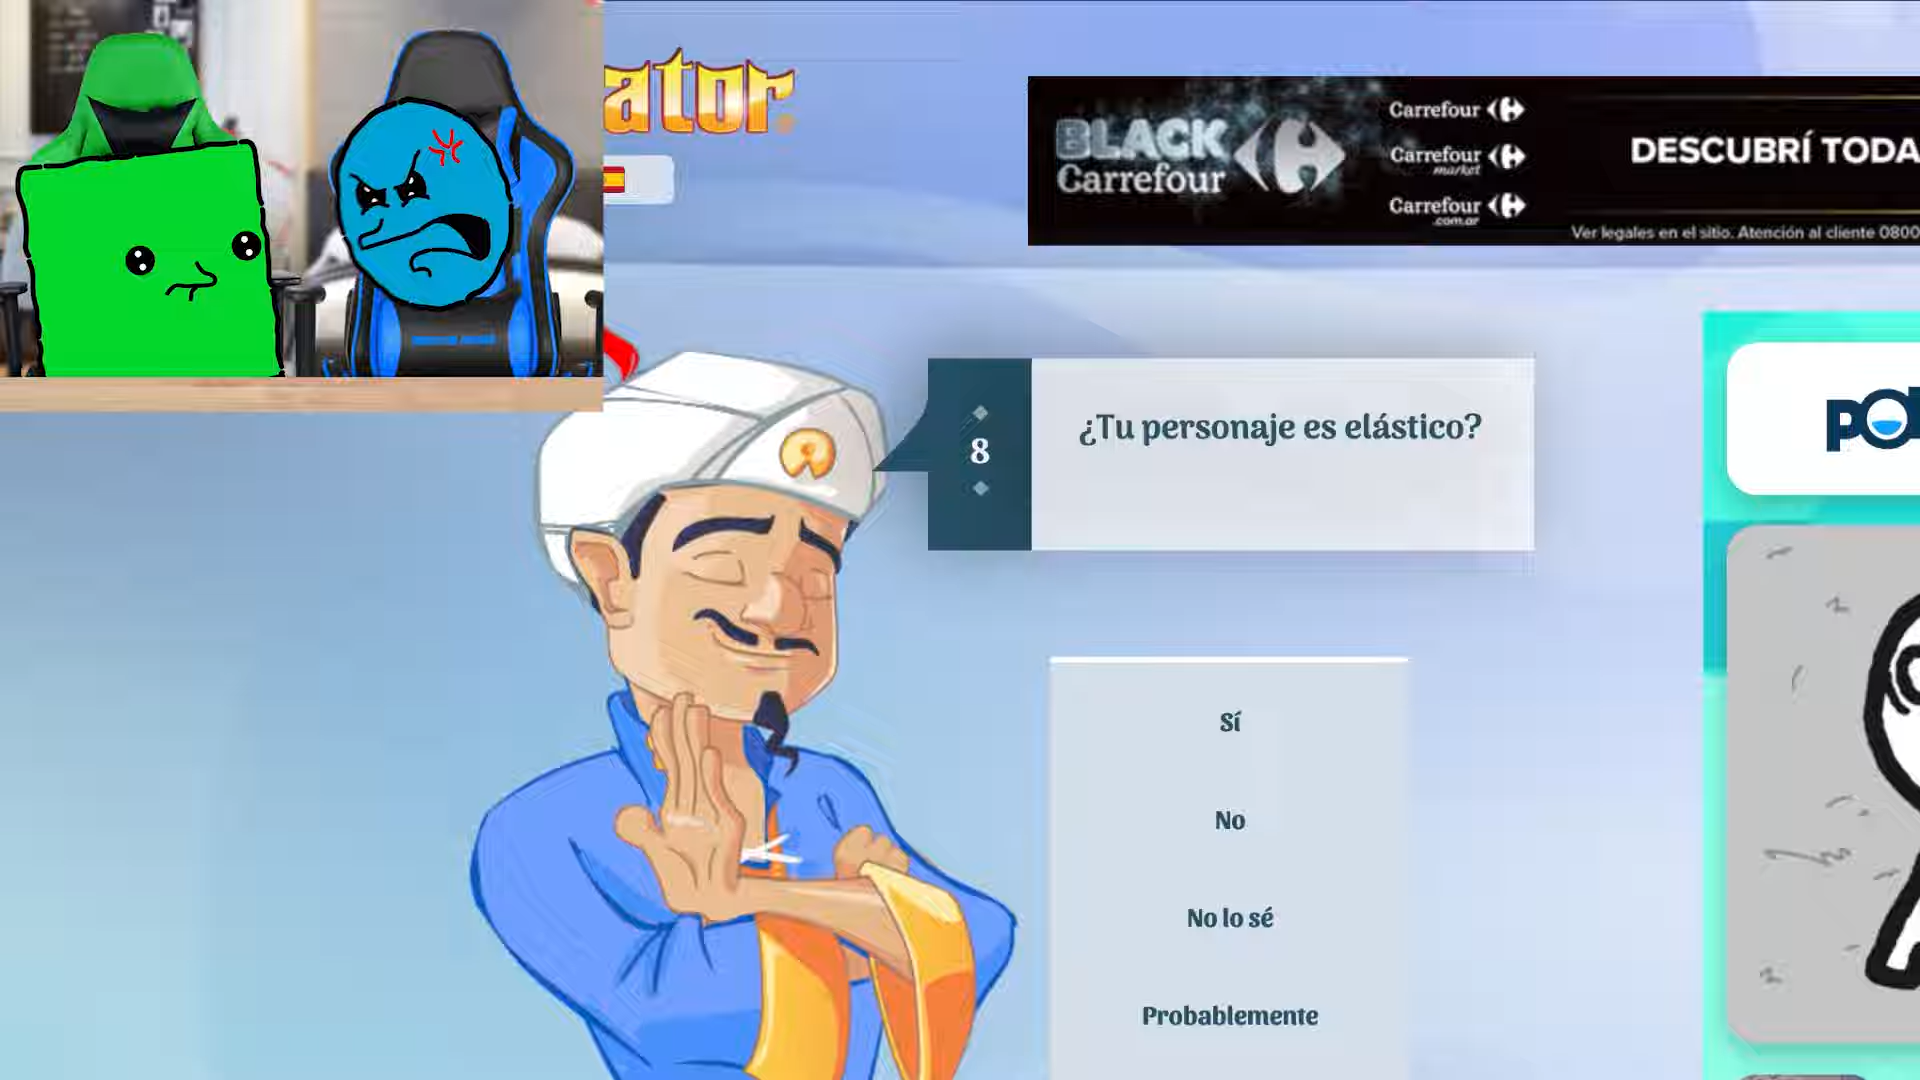 ator
BLACK
Carrefour
Carrefour
Carrefour
market
Carrefour
.com.ar
DESCUBRÍ TODA
Ver legales en el sitio. Atención al cliente 0800
8
¿Tu personaje es elástico?
Sí
No
No lo sé
Probablemente